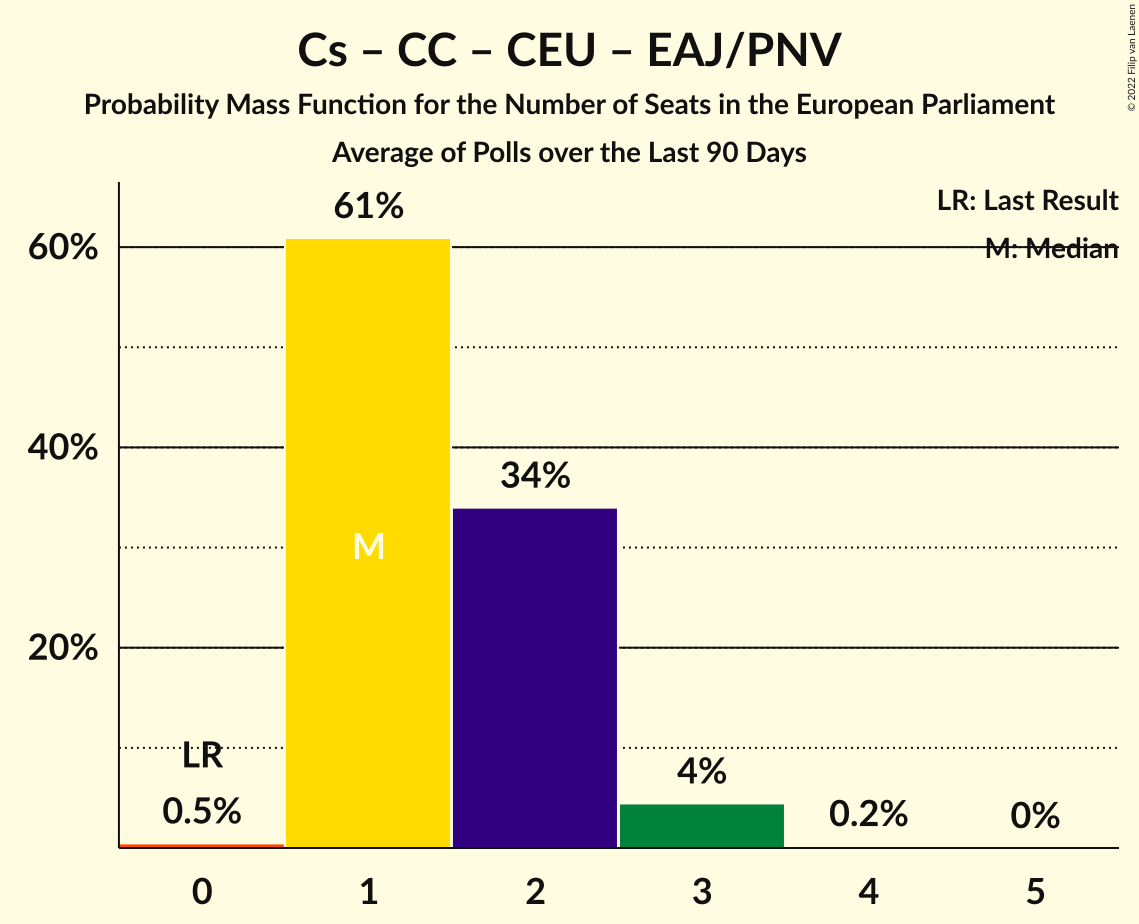 Cs – CC – CEU – EAJ/PNV
Probability Mass Function for the Number of Seats in the European Parliament
Average of Polls over the Last 90 Days
© 2022 Filip van Laenen
LR: Last Result
M: Median
61%
60%
40%
34%
M
20%
LR
0.5%
4%
0.2%
0%
0 1 2 3 4 5